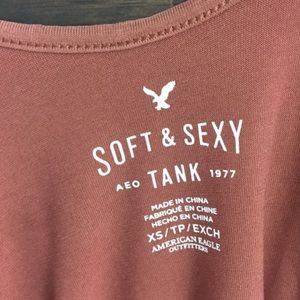 SOFT & SEXY
AEO TANK 1977
MADE IN CHINA
FABRIQUÉ EN CHINE
HECHO EN CHINA
XS/TP/EXCH
AMERICAN EAGLE
OUTFITTERS